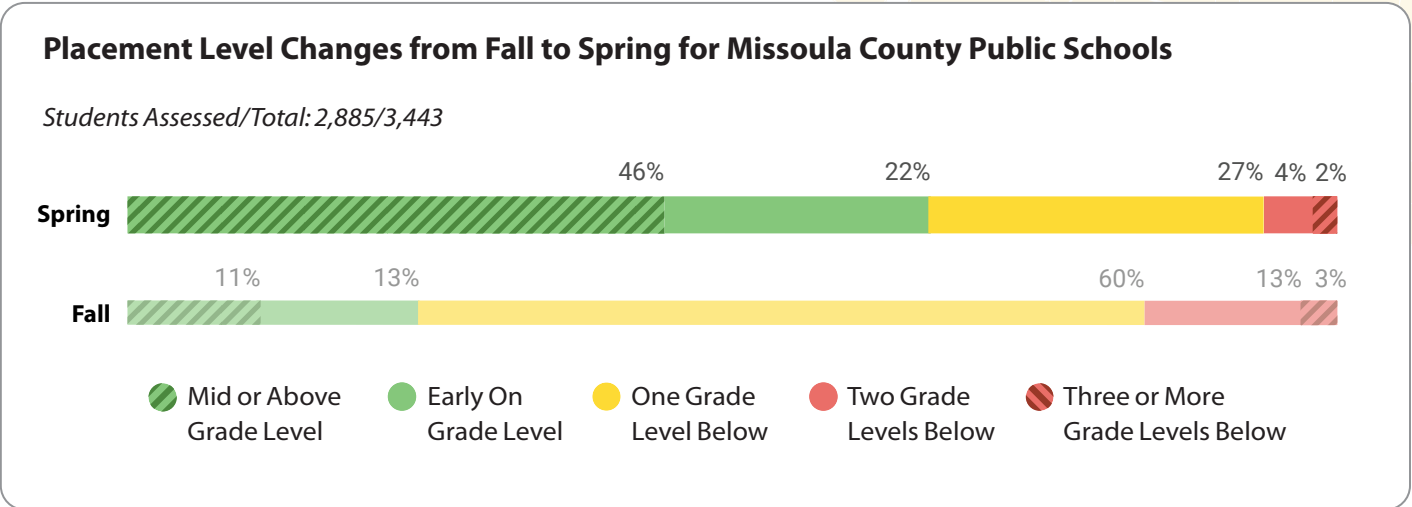 Placement Level Changes from Fall to Spring for Missoula County Public Schools
Students Assessed/Total: 2,885/3,443
46% 22% 27% 4% 2%
Spring
11% 13% 60% 13% 3%
Fall
Mid or Above
Grade Level
Early On
Grade Level
One Grade
Level Below
Two Grade
Levels Below
Three or More
Grade Levels Below